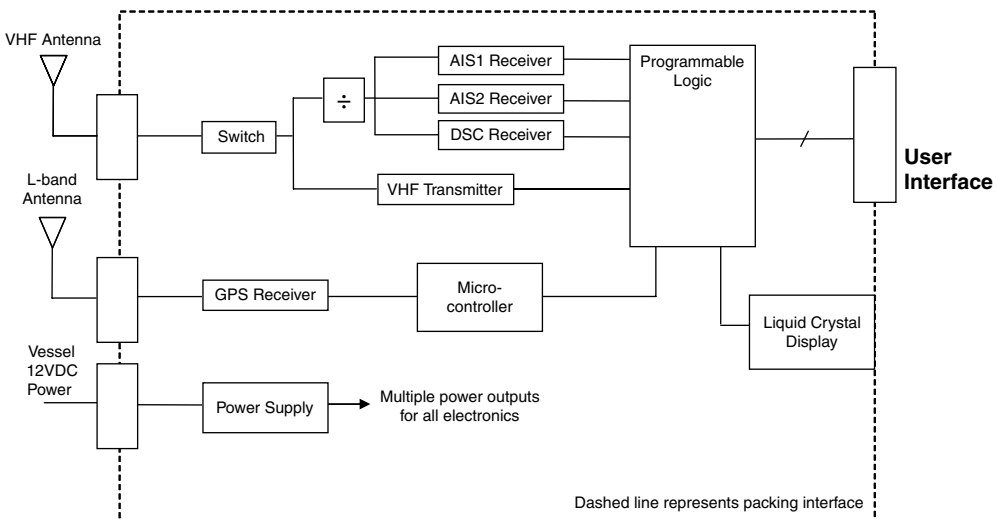 VHF Antenna
AIS1 Receiver
Programmable
Logic
÷
AIS2 Receiver
Switch
DSC Receiver
User
Interface
L-band
Antenna
VHF Transmitter
GPS Receiver
Micro-
controller
Liquid Crystal
Display
Vessel
12VDC
Power
Power Supply
Multiple power outputs
for all electronics
Dashed line represents packing interface